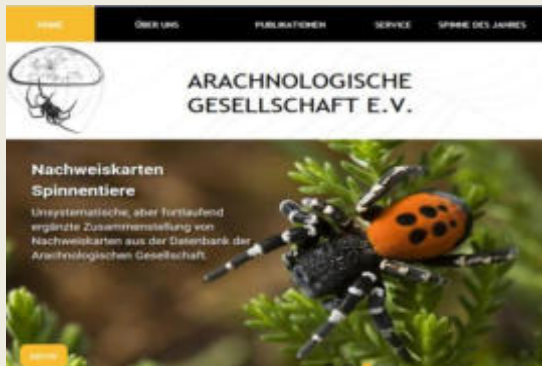 HOME
ÜBER UNS
PUBLIKATIONEN
SERVICE
SPINNE DES JAHRES
ARACHNOLOGISCHE
GESELLSCHAFT E.V.
Nachweiskarten
Spinnentiere
Unsystematische, aber fortlaufend
ergänzte Zusammenstellung von
Nachweiskarten aus der Datenbank der
Arachnologischen Gesellschaft.